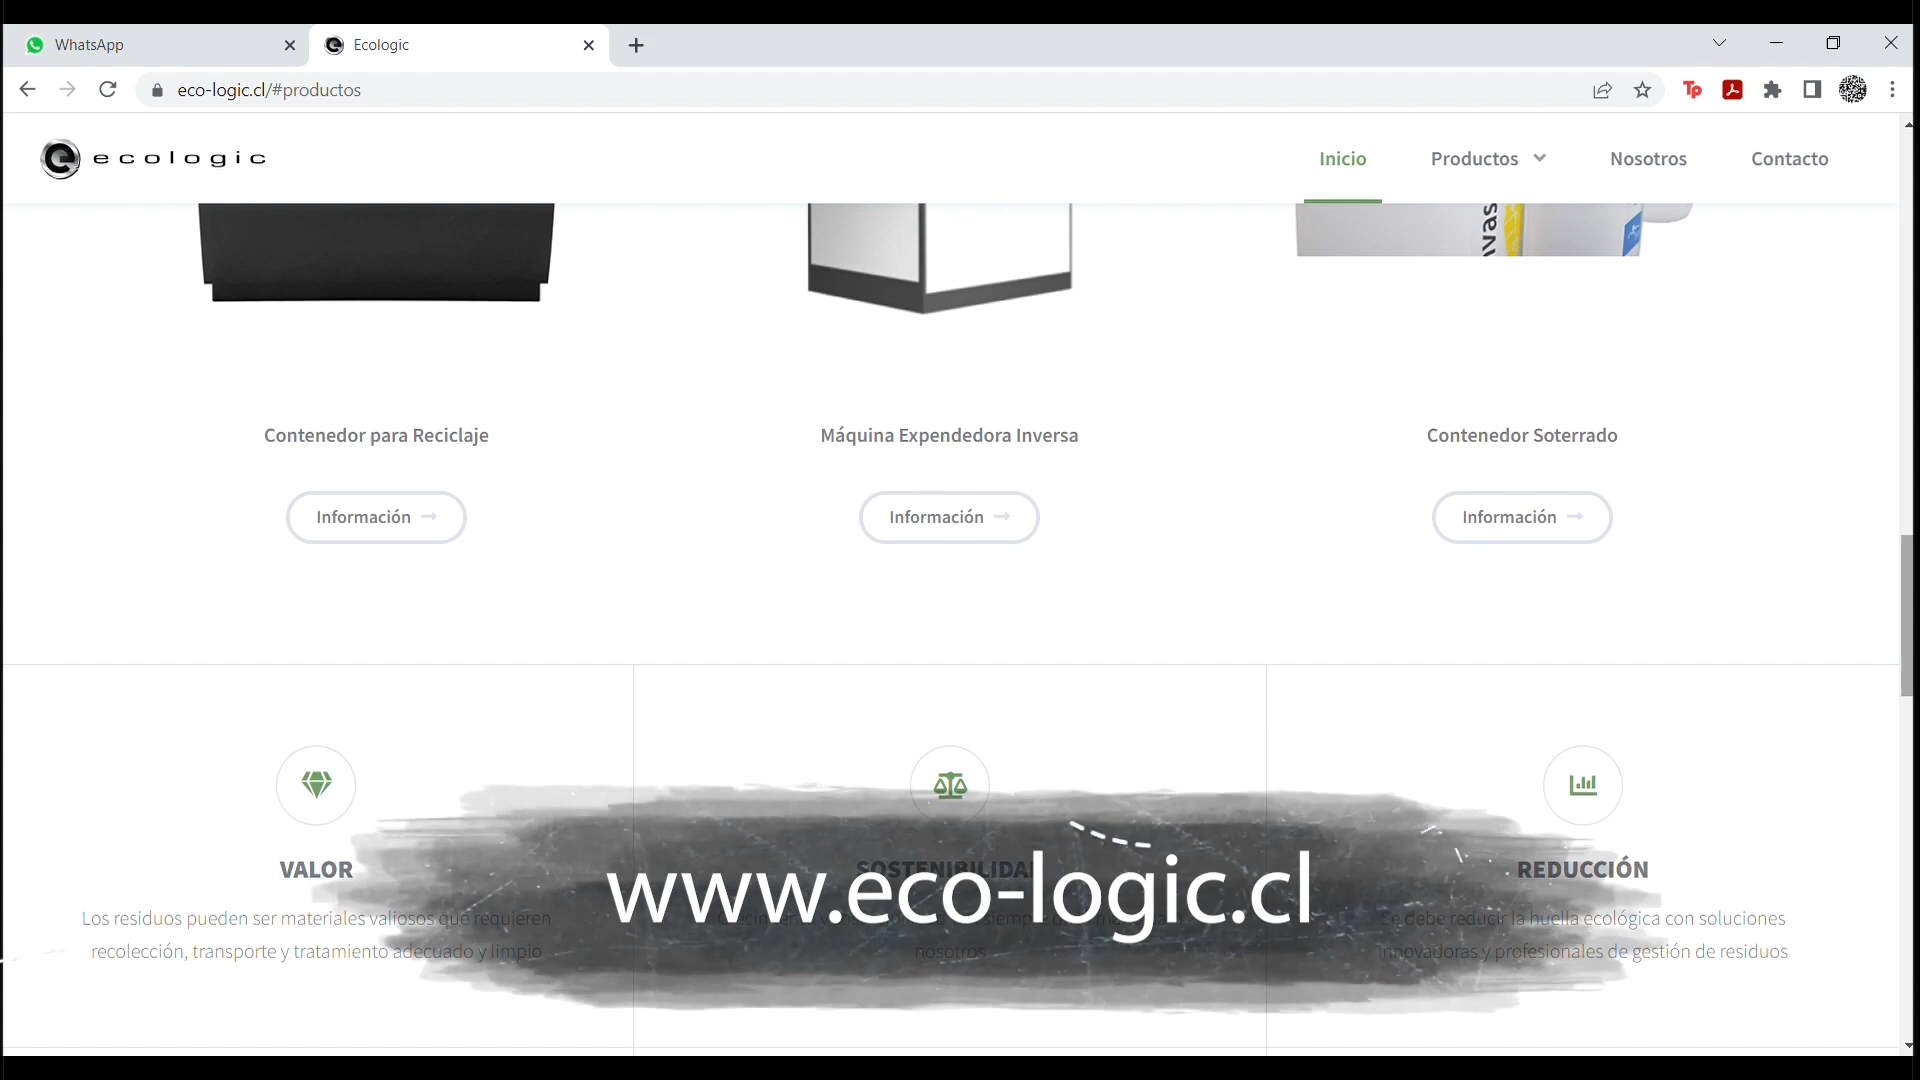 WhatsApp
Ecologic
eco-logic.cl/#productos
ecologic
Inicio
Productos
Nosotros
Contacto
Contenedor para Reciclaje
Máquina Expendedora Inversa
Contenedor Soterrado
Información
Información
Información
VALOR
Los residuos pueden ser materiales valiosos que requieren
recolección, transporte y tratamiento adecuado y limpio
nosotros
REDUCCIÓN
Se debe reducir la huella ecológica con soluciones
innovadoras y profesionales de gestión de residuos
www.eco-logic.cl